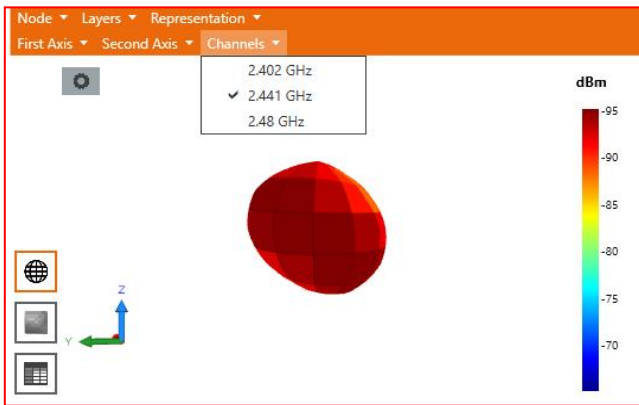 Node Layers Representation
First Axis Second Axis Channels
2.402 GHz
✔ 2.441 GHz
2.48 GHz
dBm
-95
-90
-85
-80
-75
-70
Z
Y